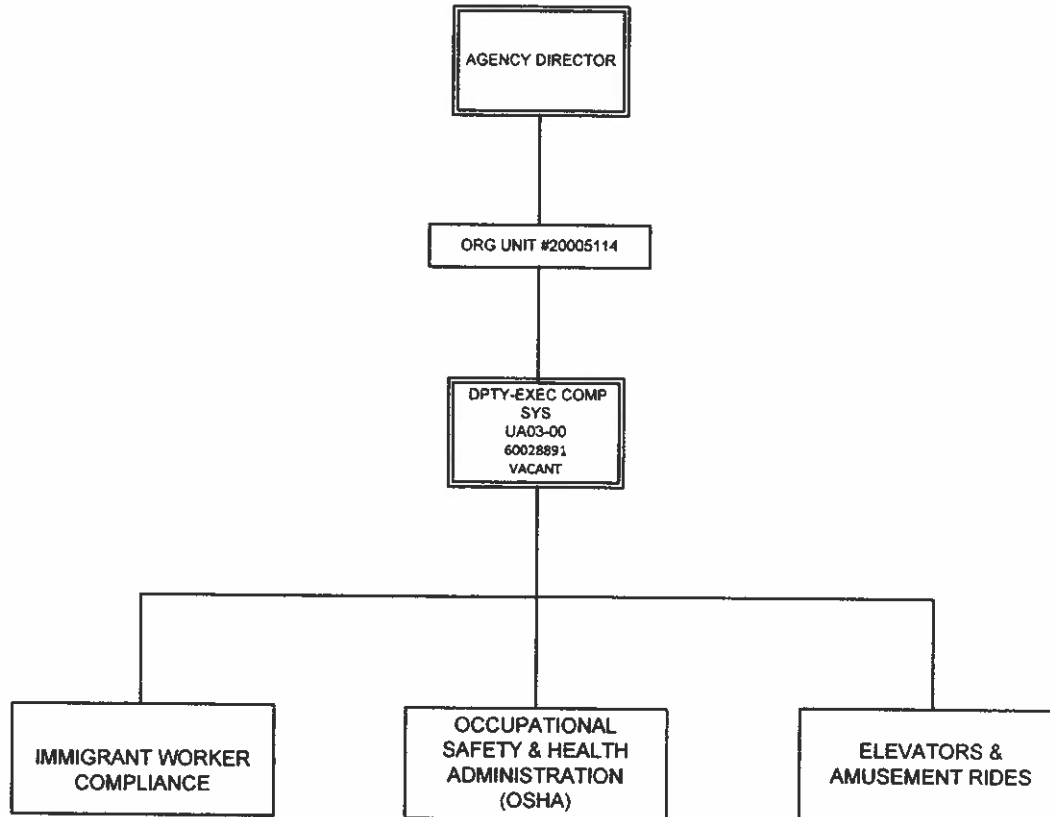 AGENCY DIRECTOR
ORG UNIT #20005114
DPTY-EXEC COMP
SYS
UA03-00
60028891
VACANT
IMMIGRANT WORKER
COMPLIANCE
OCCUPATIONAL
SAFETY & HEALTH
ADMINISTRATION
(OSHA)
ELEVATORS &
AMUSEMENT RIDES